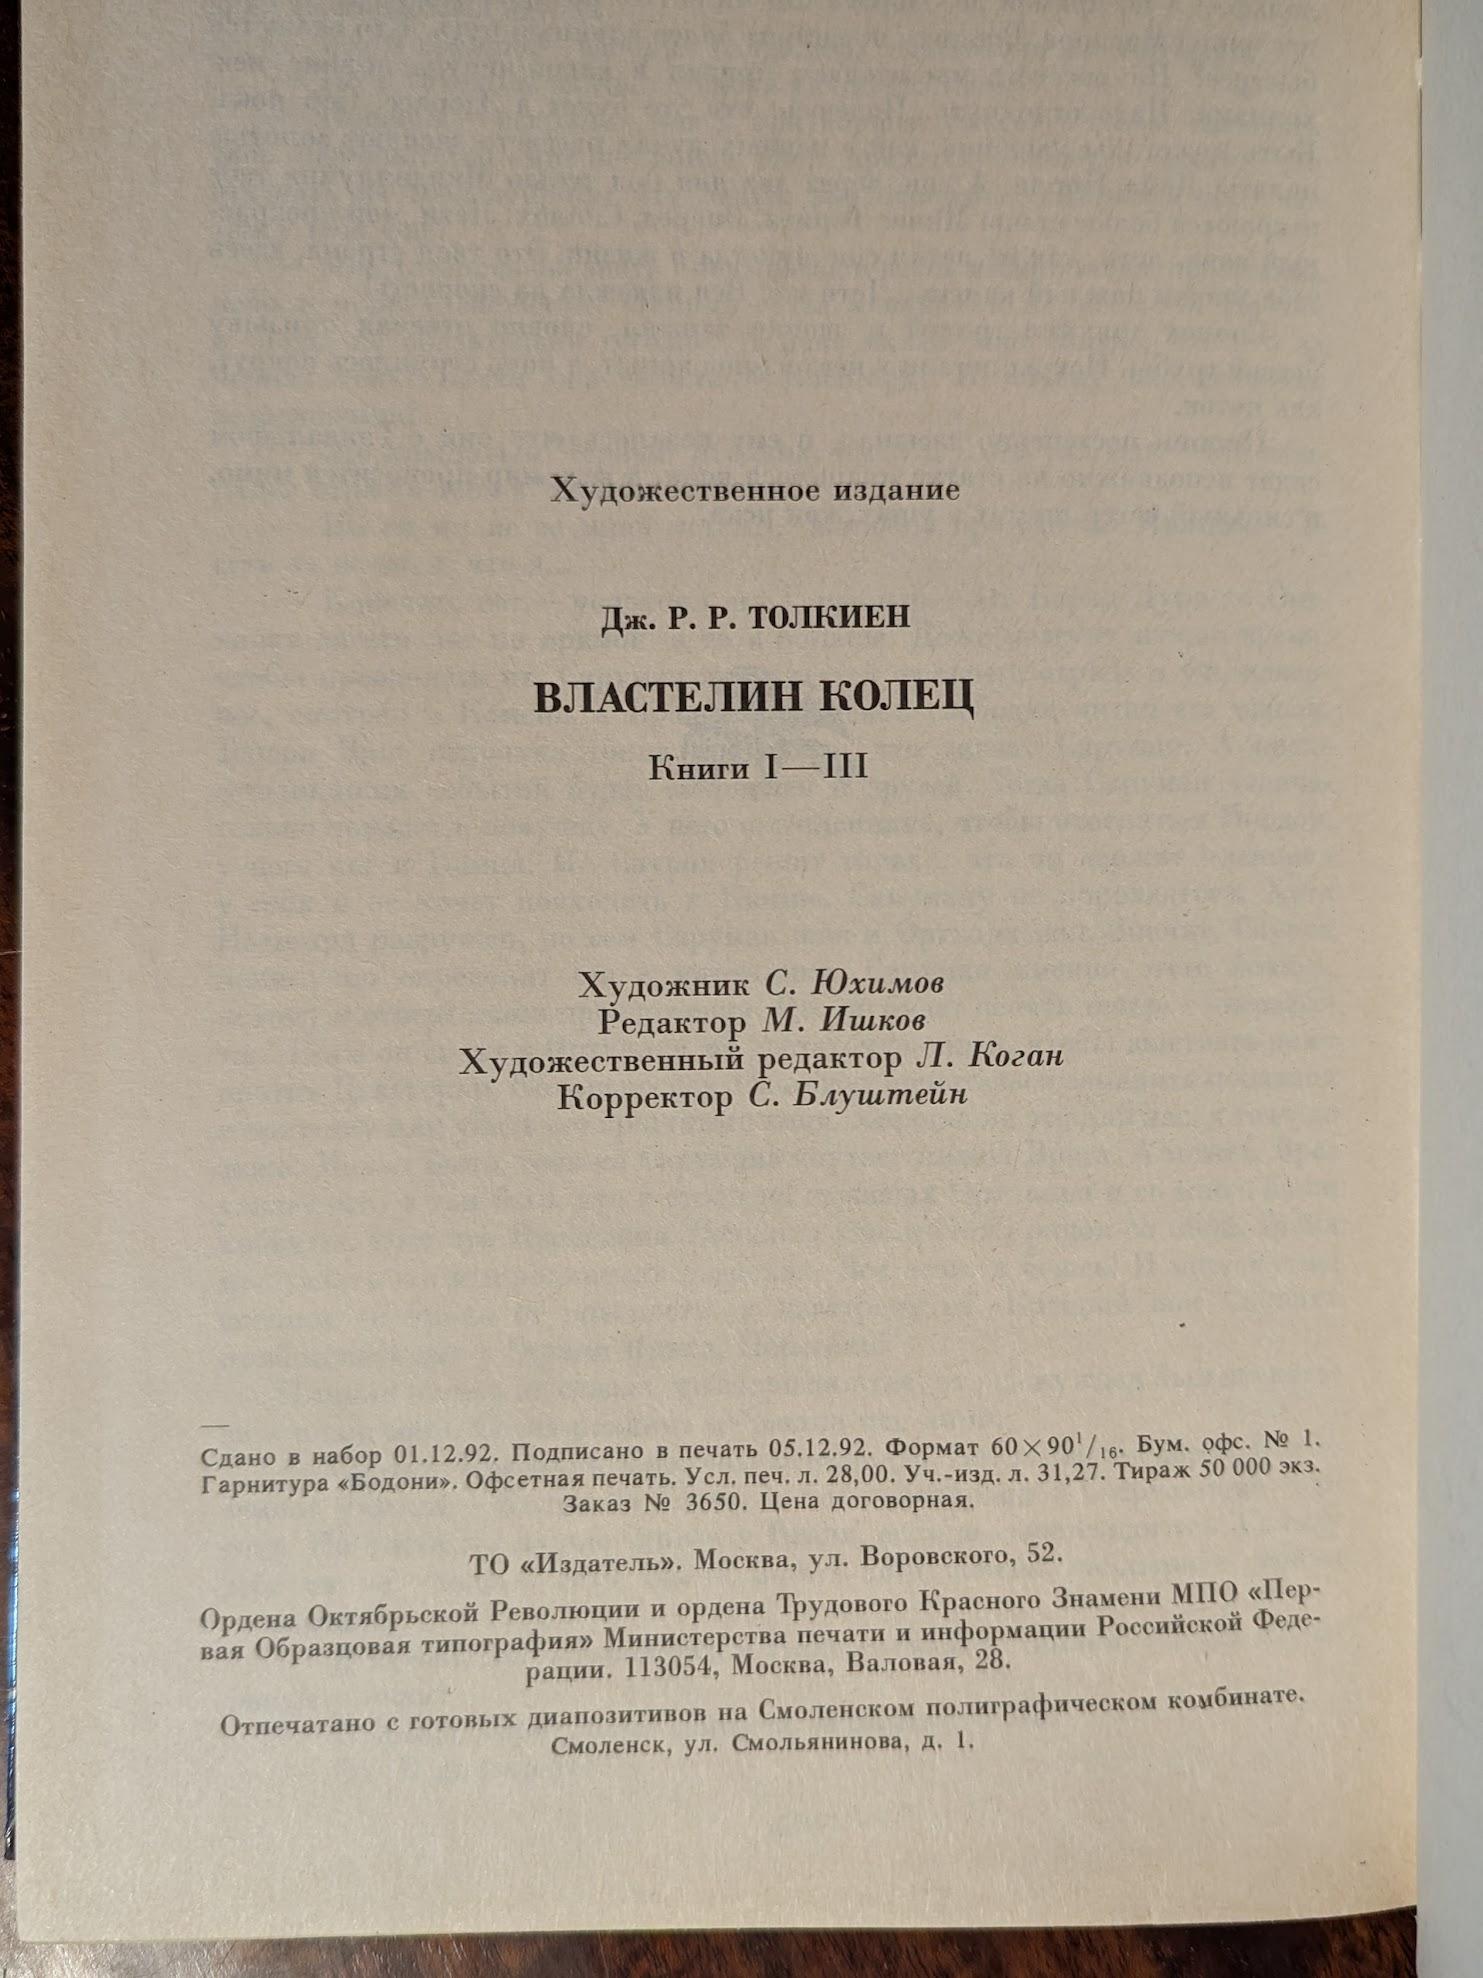 Художественное издание
Дж. Р. Р. ТОЛКИЕН
ВЛАСТЕЛИН КОЛЕЦ
Книги I—III
Художник С. Юхимов
Редактор М. Ишков
Художественный редактор Л. Коган
Корректор С. Блуштейн
Сдано в набор 01.12.92. Подписано в печать 05.12.92. Формат 60×90¹/₁₆. Бум. офс. № 1.
Гарнитура «Бодони». Офсетная печать. Усл. печ. л. 28,00. Уч.-изд. л. 31,27. Тираж 50 000 экз.
Заказ № 3650. Цена договорная.
ТО «Издатель». Москва, ул. Воровского, 52.
Ордена Октябрьской Революции и ордена Трудового Красного Знамени МПО «Пер-
вая Образцовая типография» Министерства печати и информации Российской Феде-
рации. 113054, Москва, Валовая, 28.
Отпечатано с готовых диапозитивов на Смоленском полиграфическом комбинате.
Смоленск, ул. Смольянинова, д. 1.